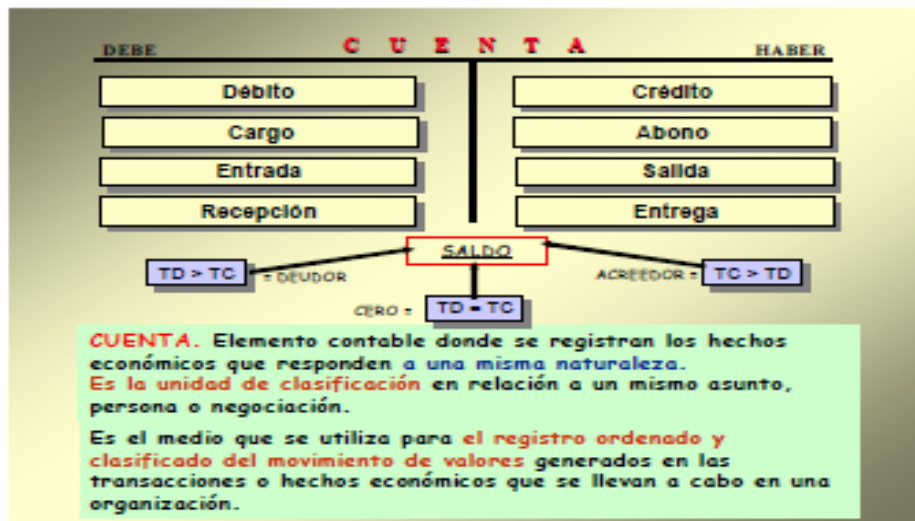 DEBE C U E N T A HABER
Débito Crédito
Cargo Abono
Entrada Salida
Recepción Entrega
SALDO
TD > TC = DEUDOR ACREEDOR = TC > TD
CERO = TD = TC
CUENTA. Elemento contable donde se registran los hechos
económicos que responden a una misma naturaleza.
Es la unidad de clasificación en relación a un mismo asunto,
persona o negociación.
Es el medio que se utiliza para el registro ordenado y
clasificado del movimiento de valores generados en las
transacciones o hechos económicos que se llevan a cabo en una
organización.